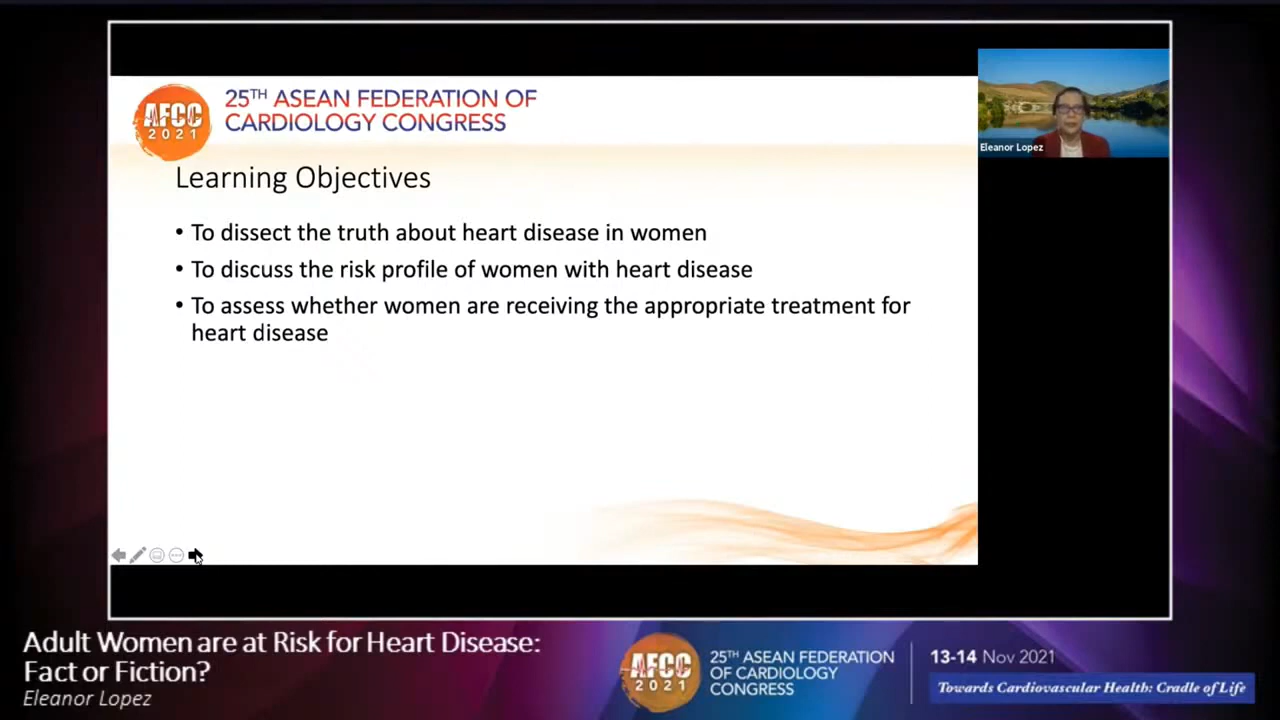 AFCC
2021
25TH ASEAN FEDERATION OF
CARDIOLOGY CONGRESS
Learning Objectives
• To dissect the truth about heart disease in women
• To discuss the risk profile of women with heart disease
• To assess whether women are receiving the appropriate treatment for
heart disease
Eleanor Lopez
Adult Women are at Risk for Heart Disease:
Fact or Fiction?
Eleanor Lopez
AFCC
2021
25TH ASEAN FEDERATION
OF CARDIOLOGY
CONGRESS
13-14 Nov 2021
Towards Cardiovascular Health: Cradle of Life